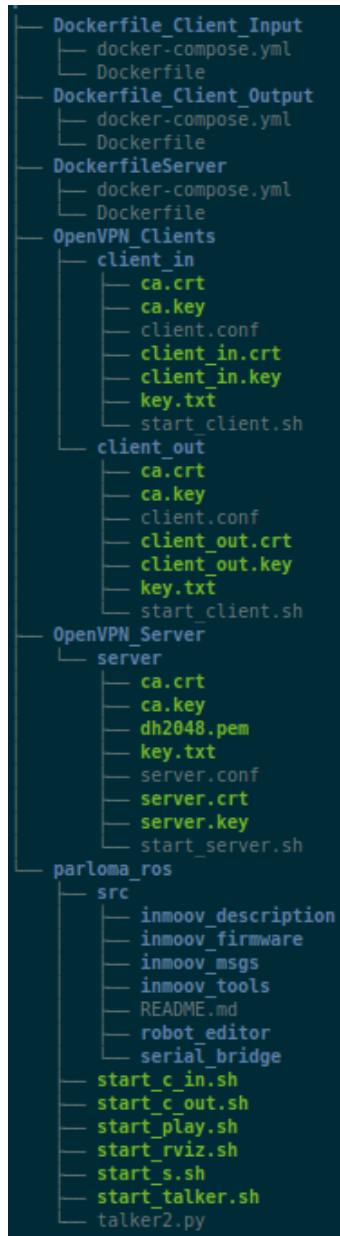 Dockerfile_Client_Input
docker-compose.yml
Dockerfile
Dockerfile_Client_Output
docker-compose.yml
Dockerfile
DockerfileServer
docker-compose.yml
Dockerfile
OpenVPN_Clients
client_in
ca.crt
ca.key
client.conf
client_in.crt
client_in.key
key.txt
start_client.sh
client_out
ca.crt
ca.key
client.conf
client_out.crt
client_out.key
key.txt
start_client.sh
OpenVPN_Server
server
ca.crt
ca.key
dh2048.pem
key.txt
server.conf
server.crt
server.key
start_server.sh
parloma_ros
src
inmoov_description
inmoov_firmware
inmoov_msgs
inmoov_tools
README.md
robot_editor
serial_bridge
start_c_in.sh
start_c_out.sh
start_play.sh
start_rviz.sh
start_s.sh
start_talker.sh
talker2.py